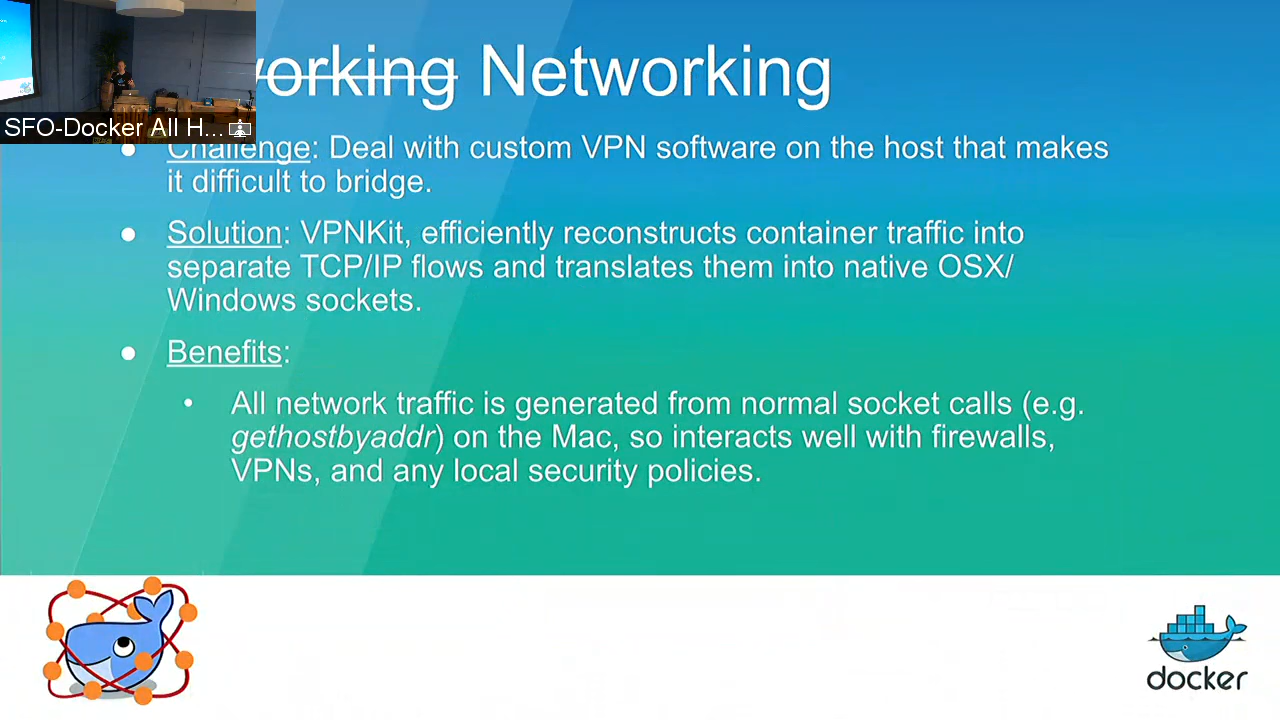 orking Networking
SFO-Docker All H...
• Challenge: Deal with custom VPN software on the host that makes
it difficult to bridge.
• Solution: VPNKit, efficiently reconstructs container traffic into
separate TCP/IP flows and translates them into native OSX/
Windows sockets.
• Benefits:
• All network traffic is generated from normal socket calls (e.g.
gethostbyaddr) on the Mac, so interacts well with firewalls,
VPNs, and any local security policies.
docker